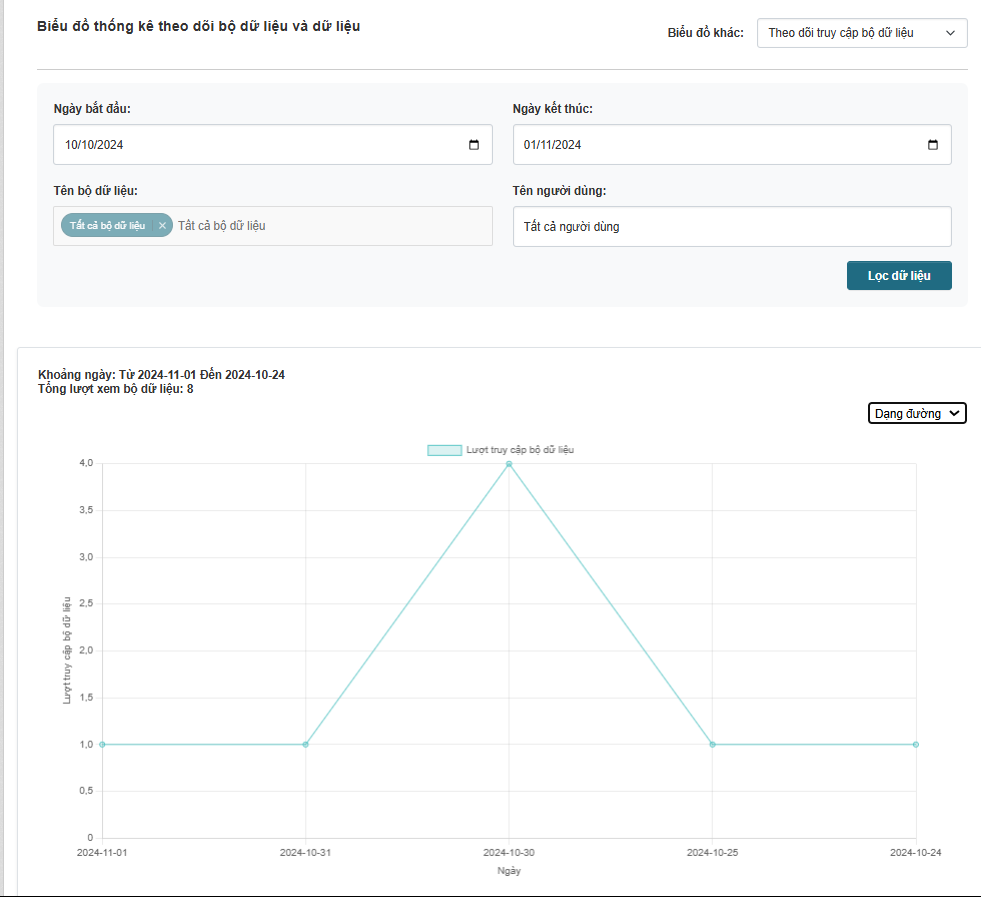 Biểu đồ thống kê theo dõi bộ dữ liệu và dữ liệu
Biểu đồ khác:
Theo dõi truy cập bộ dữ liệu
Ngày bắt đầu:
Ngày kết thúc:
10/10/2024
01/11/2024
Tên bộ dữ liệu:
Tên người dùng:
Tất cả bộ dữ liệu × Tất cả bộ dữ liệu
Tất cả người dùng
Lọc dữ liệu
Khoảng ngày: Từ 2024-11-01 Đến 2024-10-24
Tổng lượt xem bộ dữ liệu: 8
Dạng đường
Lượt truy cập bộ dữ liệu
4,0
3,5
3,0
2,5
2,0
1,5
1,0
0,5
0
Lượt truy cập bộ dữ liệu
2024-11-01
2024-10-31
2024-10-30
2024-10-25
2024-10-24
Ngày